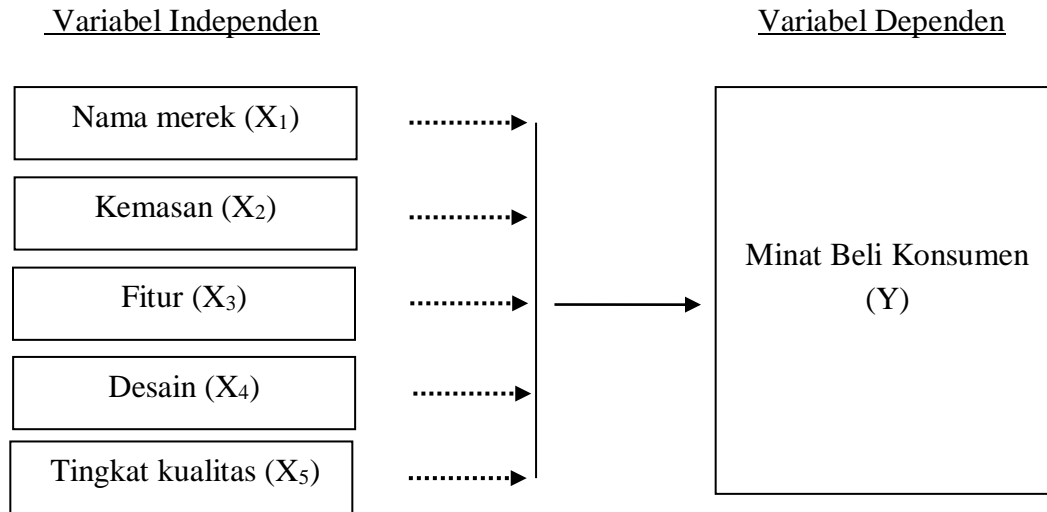 Variabel Independen
Variabel Dependen
Nama merek (X₁)
Kemasan (X₂)
Fitur (X₃)
Desain (X₄)
Tingkat kualitas (X₅)
Minat Beli Konsumen
(Y)